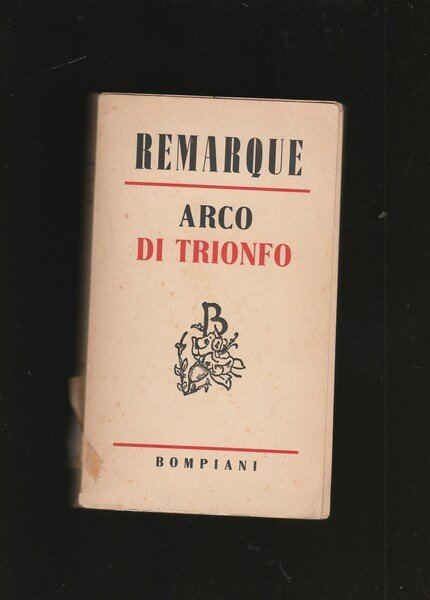 REMARQUE
ARCO
DI TRIONFO
B
BOMPIANI